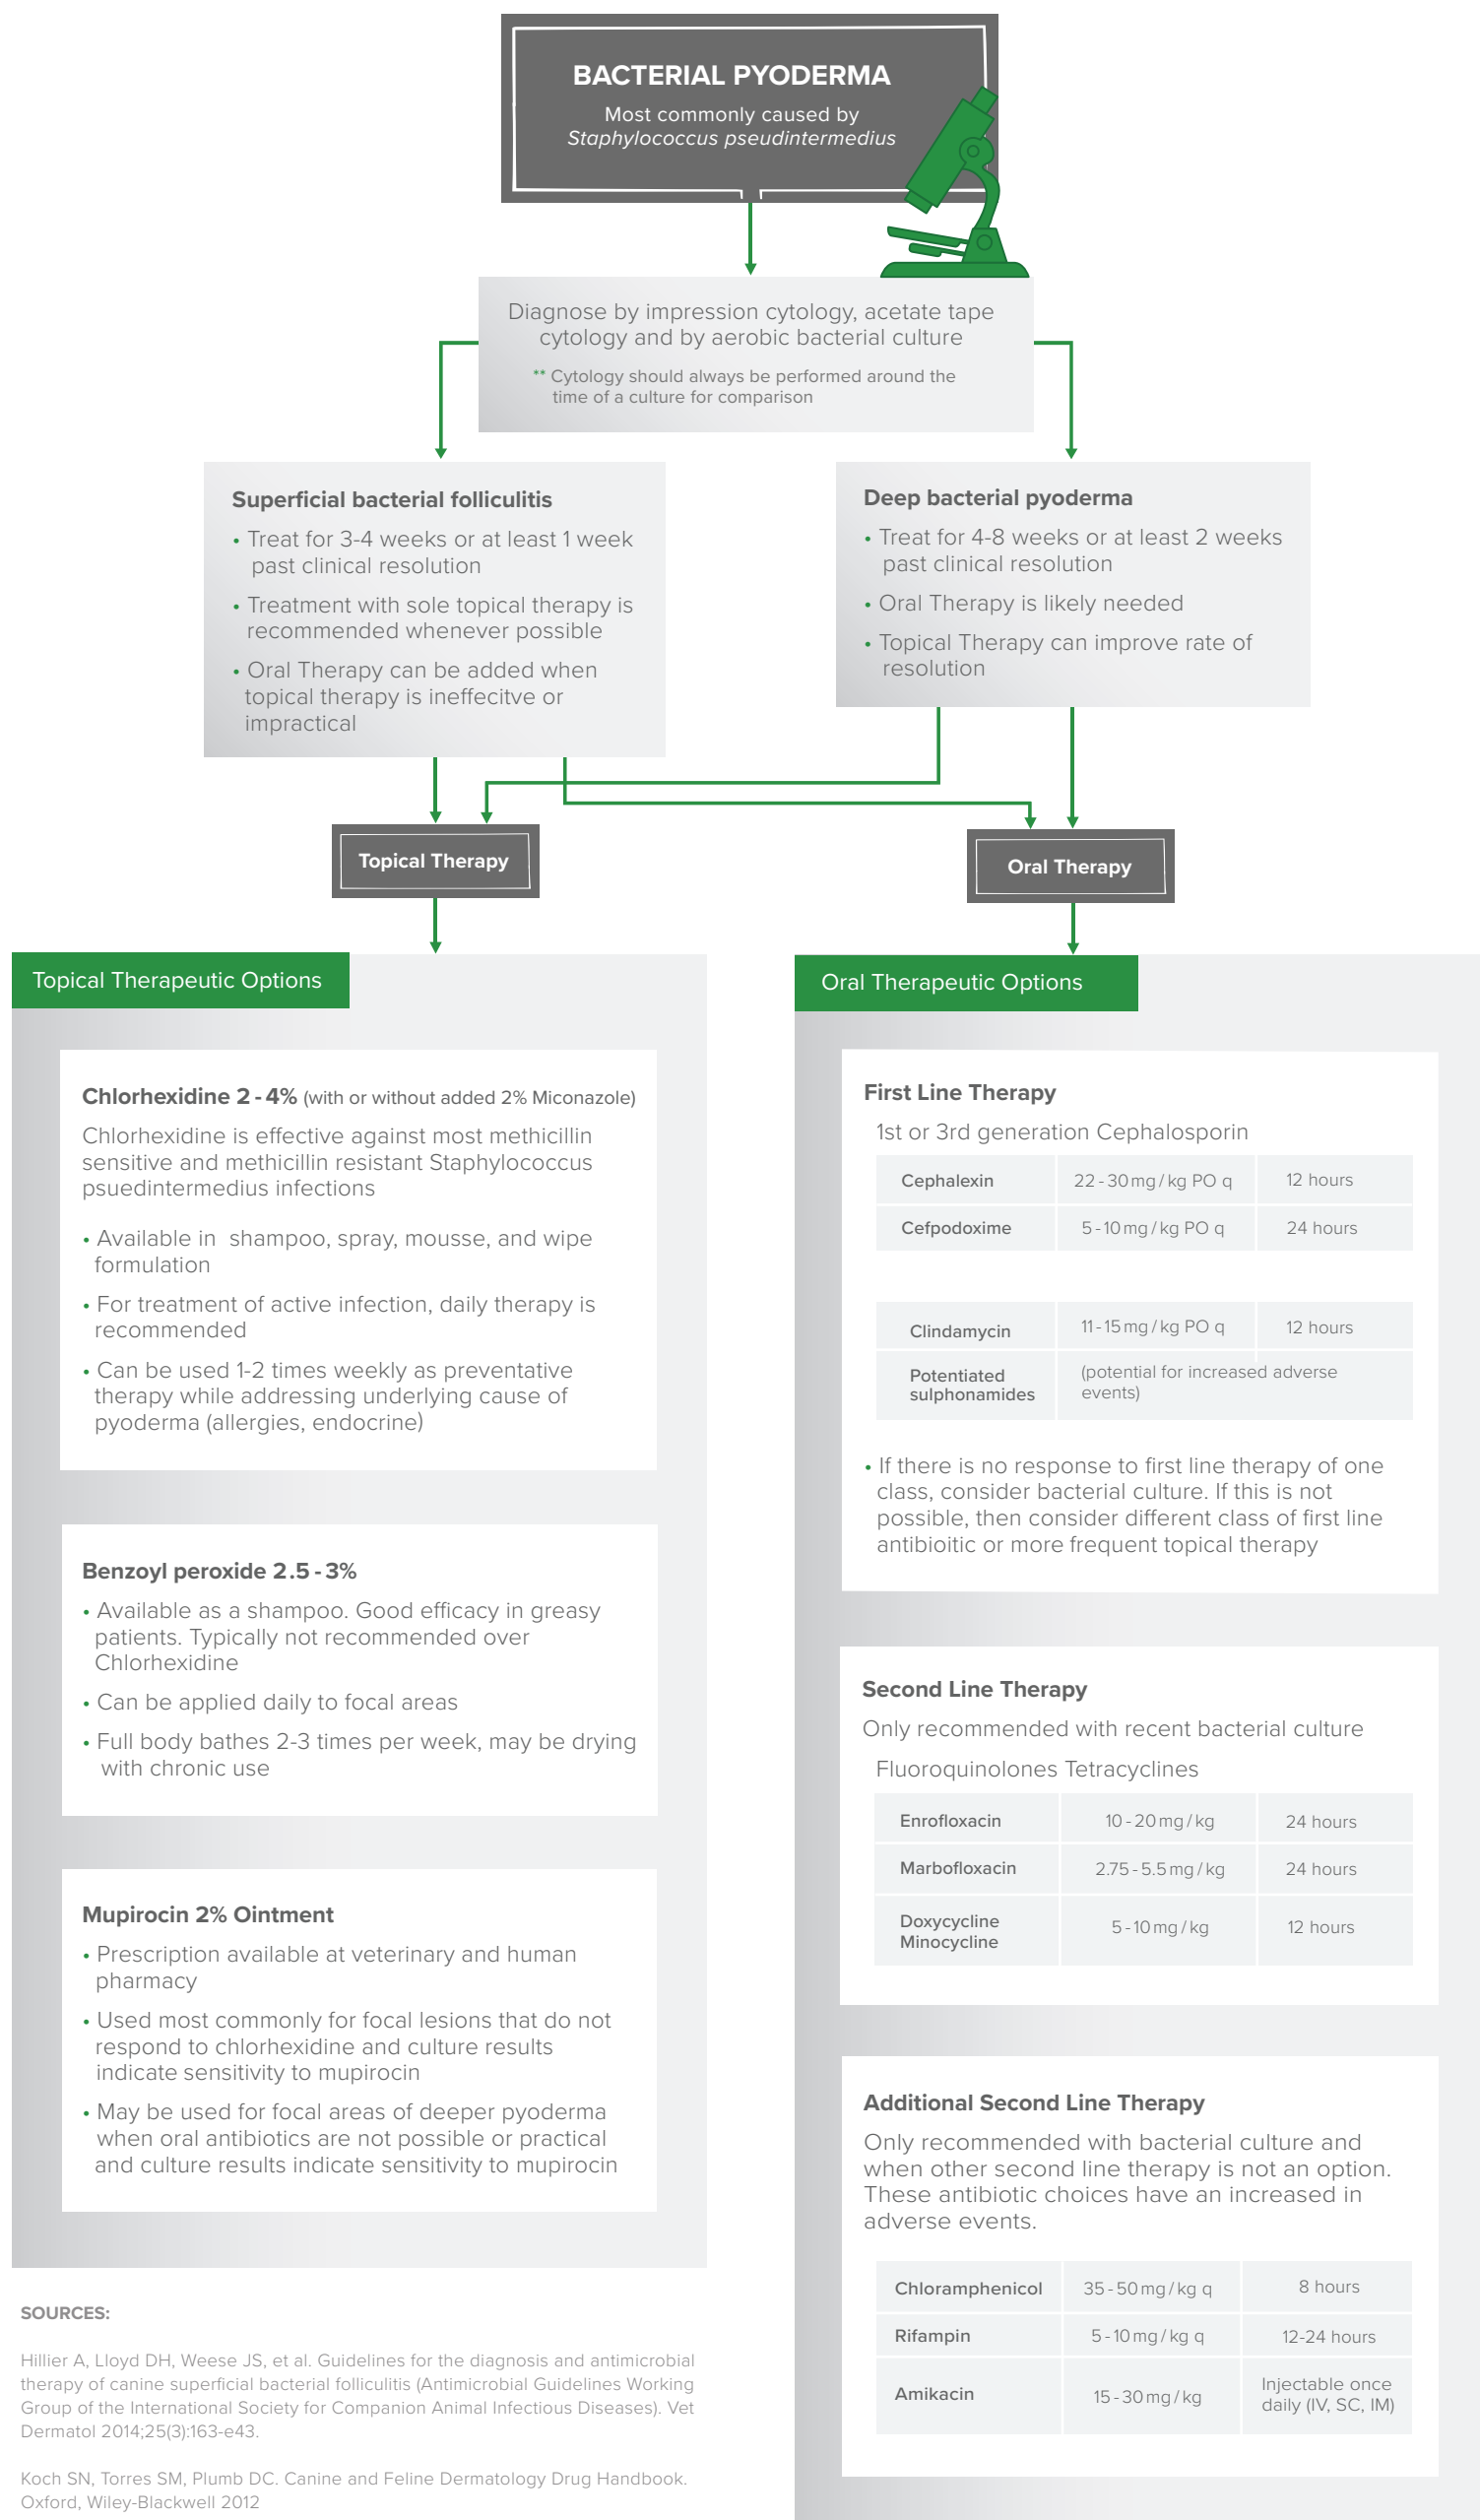 BACTERIAL PYODERMA
Most commonly caused by
Staphylococcus pseudintermedius
Diagnose by impression cytology, acetate tape
cytology and by aerobic bacterial culture
** Cytology should always be performed around the
time of a culture for comparison
Superficial bacterial folliculitis
• Treat for 3-4 weeks or at least 1 week
past clinical resolution
• Treatment with sole topical therapy is
recommended whenever possible
• Oral Therapy can be added when
topical therapy is ineffecitve or
impractical
Deep bacterial pyoderma
• Treat for 4-8 weeks or at least 2 weeks
past clinical resolution
• Oral Therapy is likely needed
• Topical Therapy can improve rate of
resolution
Topical Therapy
Oral Therapy
Topical Therapeutic Options
Chlorhexidine 2 - 4% (with or without added 2% Miconazole)
Chlorhexidine is effective against most methicillin
sensitive and methicillin resistant Staphylococcus
psuedintermedius infections
• Available in shampoo, spray, mousse, and wipe
formulation
• For treatment of active infection, daily therapy is
recommended
• Can be used 1-2 times weekly as preventative
therapy while addressing underlying cause of
pyoderma (allergies, endocrine)
Benzoyl peroxide 2.5 - 3%
• Available as a shampoo. Good efficacy in greasy
patients. Typically not recommended over
Chlorhexidine
• Can be applied daily to focal areas
• Full body bathes 2-3 times per week, may be drying
with chronic use
Mupirocin 2% Ointment
• Prescription available at veterinary and human
pharmacy
• Used most commonly for focal lesions that do not
respond to chlorhexidine and culture results
indicate sensitivity to mupirocin
• May be used for focal areas of deeper pyoderma
when oral antibiotics are not possible or practical
and culture results indicate sensitivity to mupirocin
Oral Therapeutic Options
First Line Therapy
1st or 3rd generation Cephalosporin
Cephalexin 22 - 30 mg / kg PO q 12 hours
Cefpodoxime 5 - 10 mg / kg PO q 24 hours
Clindamycin 11 - 15 mg / kg PO q 12 hours
Potentiated
sulphonamides
(potential for increased adverse
events)
• If there is no response to first line therapy of one
class, consider bacterial culture. If this is not
possible, then consider different class of first line
antibioitic or more frequent topical therapy
Second Line Therapy
Only recommended with recent bacterial culture
Fluoroquinolones Tetracyclines
Enrofloxacin 10 - 20 mg / kg 24 hours
Marbofloxacin 2.75 - 5.5 mg / kg 24 hours
Doxycycline
Minocycline
5 - 10 mg / kg 12 hours
Additional Second Line Therapy
Only recommended with bacterial culture and
when other second line therapy is not an option.
These antibiotic choices have an increased in
adverse events.
Chloramphenicol 35 - 50 mg / kg q 8 hours
Rifampin 5 - 10 mg / kg q 12-24 hours
Amikacin 15 - 30 mg / kg
Injectable once
daily (IV, SC, IM)
SOURCES:
Hillier A, Lloyd DH, Weese JS, et al. Guidelines for the diagnosis and antimicrobial
therapy of canine superficial bacterial folliculitis (Antimicrobial Guidelines Working
Group of the International Society for Companion Animal Infectious Diseases). Vet
Dermatol 2014;25(3):163-e43.
Koch SN, Torres SM, Plumb DC. Canine and Feline Dermatology Drug Handbook.
Oxford, Wiley-Blackwell 2012